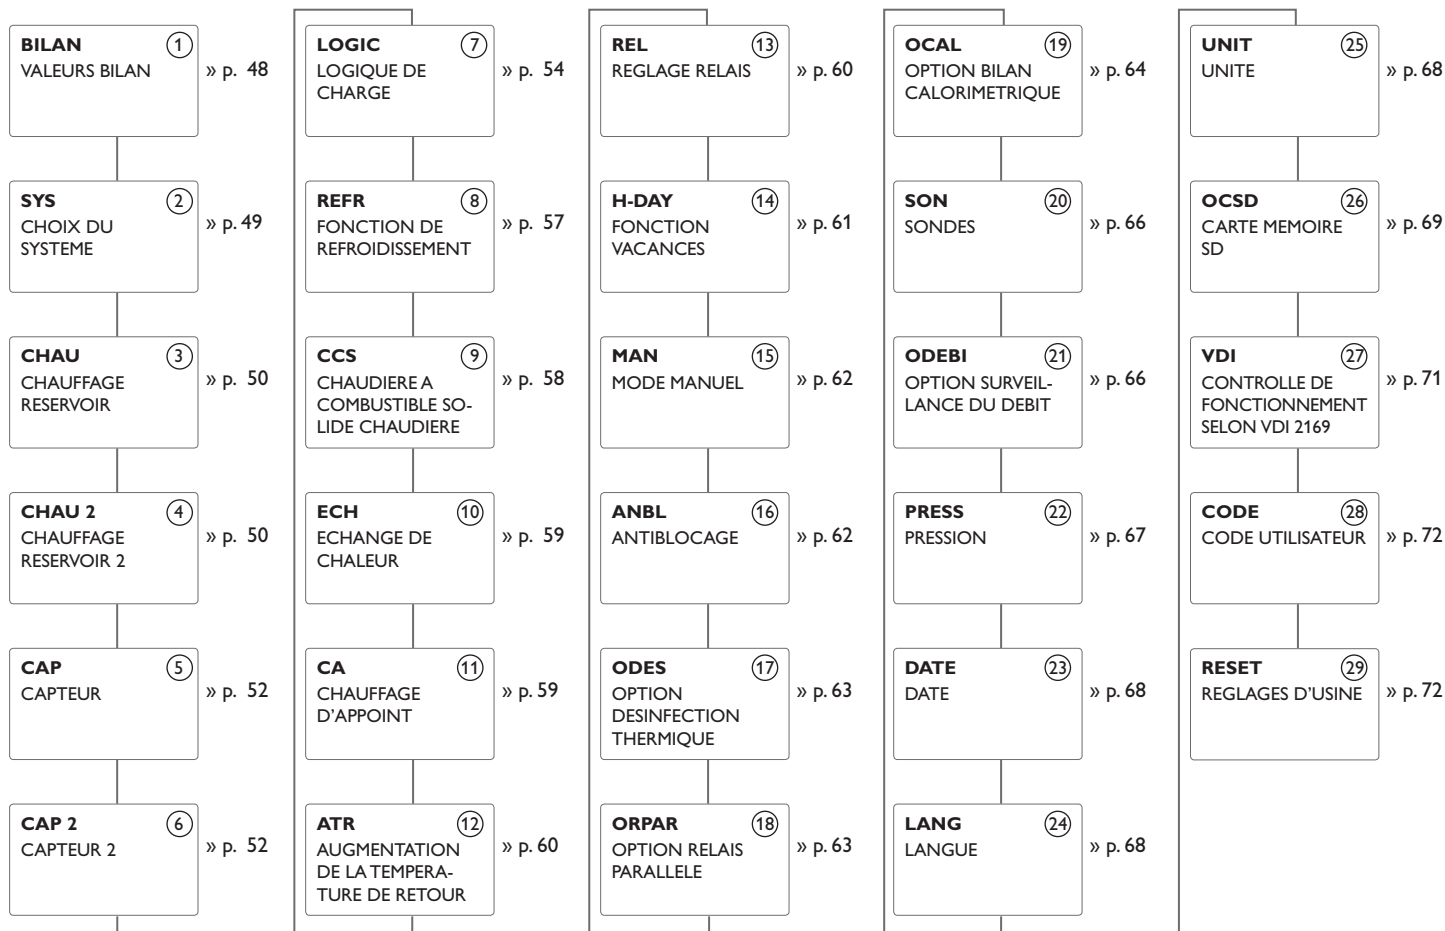 BILAN 1
VALEURS BILAN
» p. 48
SYS 2
CHOIX DU
SYSTEME
» p. 49
CHAU 3
CHAUFFAGE
RESERVOIR
» p. 50
CHAU 2 4
CHAUFFAGE
RESERVOIR 2
» p. 50
CAP 5
CAPTEUR
» p. 52
CAP 2 6
CAPTEUR 2
» p. 52
LOGIC 7
LOGIQUE DE
CHARGE
» p. 54
REFR 8
FONCTION DE
REFROIDISSEMENT
» p. 57
CCS 9
CHAUDIERE A
COMBUSTIBLE SO-
LIDE CHAUDIERE
» p. 58
ECH 10
ECHANGE DE
CHALEUR
» p. 59
CA 11
CHAUFFAGE
D'APPOINT
» p. 59
ATR 12
AUGMENTATION
DE LA TEMPERA-
TURE DE RETOUR
» p. 60
REL 13
REGLAGE RELAIS
» p. 60
H-DAY 14
FONCTION
VACANCES
» p. 61
MAN 15
MODE MANUEL
» p. 62
ANBL 16
ANTIBLOCAGE
» p. 62
ODES 17
OPTION
DESINFECTION
THERMIQUE
» p. 63
ORPAR 18
OPTION RELAIS
PARALLELE
» p. 63
OCAL 19
OPTION BILAN
CALORIMETRIQUE
» p. 64
SON 20
SONDES
» p. 66
ODEBI 21
OPTION SURVEIL-
LANCE DU DEBIT
» p. 66
PRESS 22
PRESSION
» p. 67
DATE 23
DATE
» p. 68
LANG 24
LANGUE
» p. 68
UNIT 25
UNITE
» p. 68
OCSD 26
CARTE MEMOIRE
SD
» p. 69
VDI 27
CONTROLLE DE
FONCTIONNEMENT
SELON VDI 2169
» p. 71
CODE 28
CODE UTILISATEUR
» p. 72
RESET 29
REGLAGES D'USINE
» p. 72